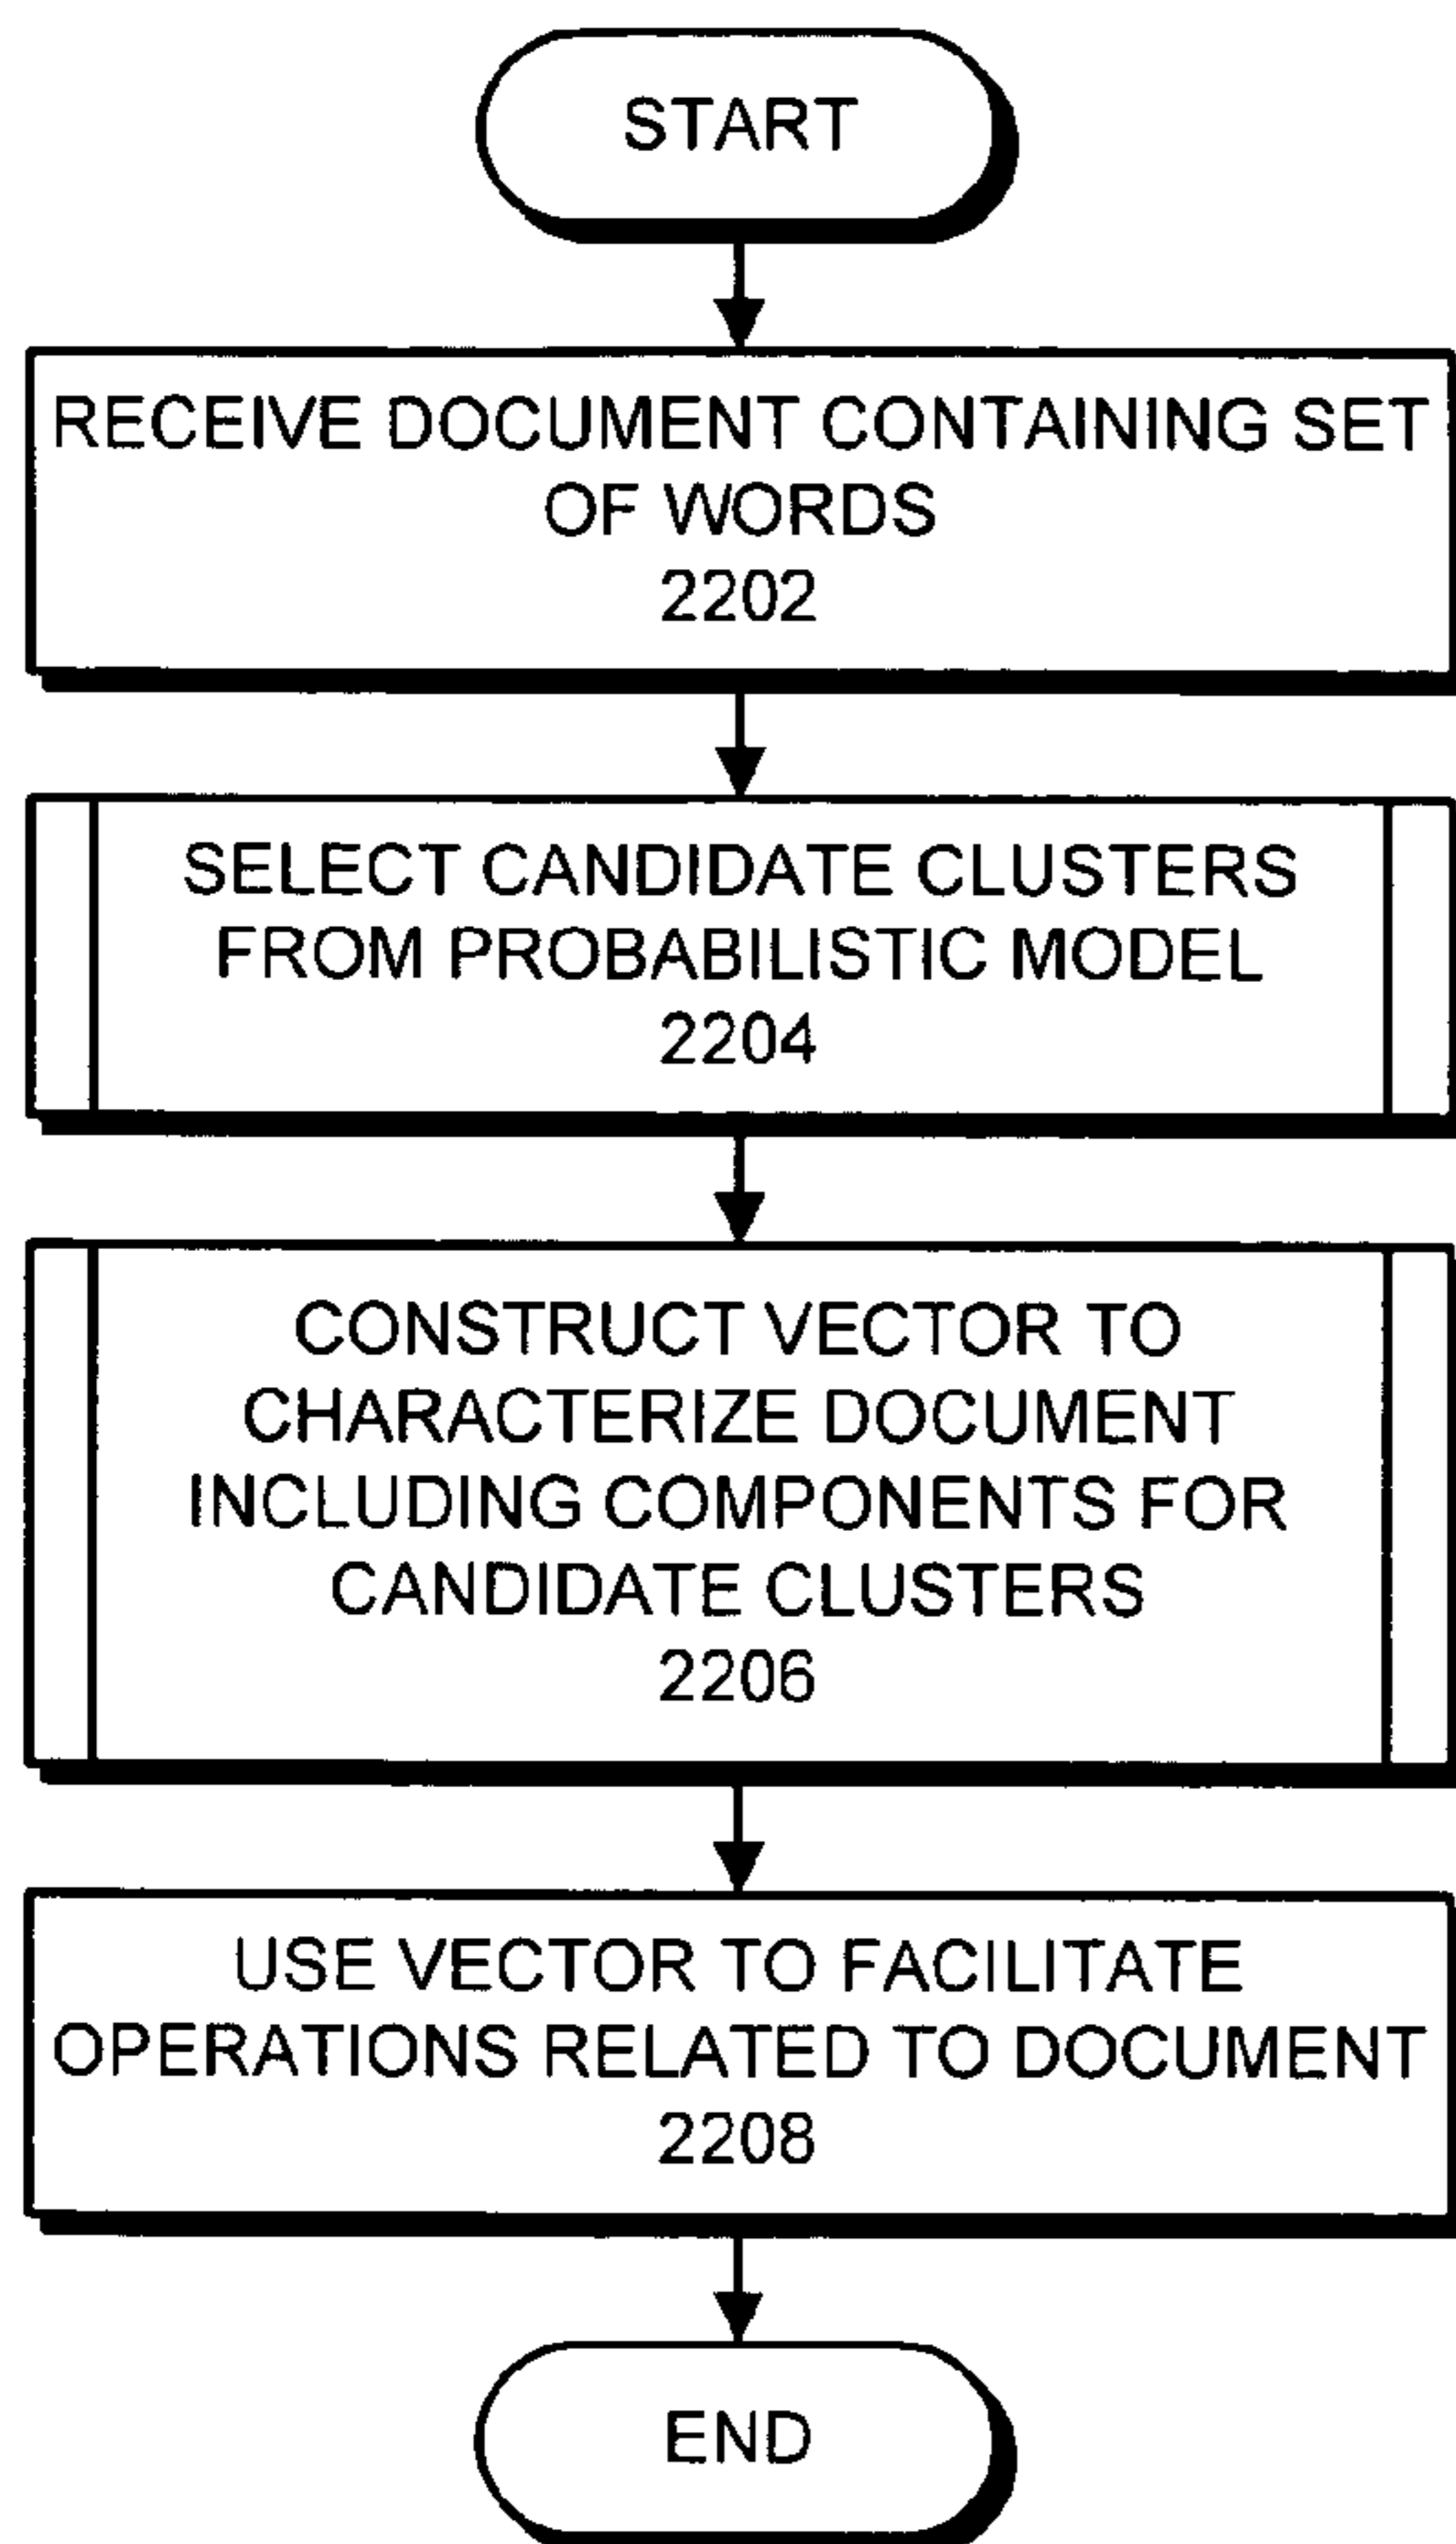 START
RECEIVE DOCUMENT CONTAINING SET
OF WORDS
2202
SELECT CANDIDATE CLUSTERS
FROM PROBABILISTIC MODEL
2204
CONSTRUCT VECTOR TO
CHARACTERIZE DOCUMENT
INCLUDING COMPONENTS FOR
CANDIDATE CLUSTERS
2206
USE VECTOR TO FACILITATE
OPERATIONS RELATED TO DOCUMENT
2208
END